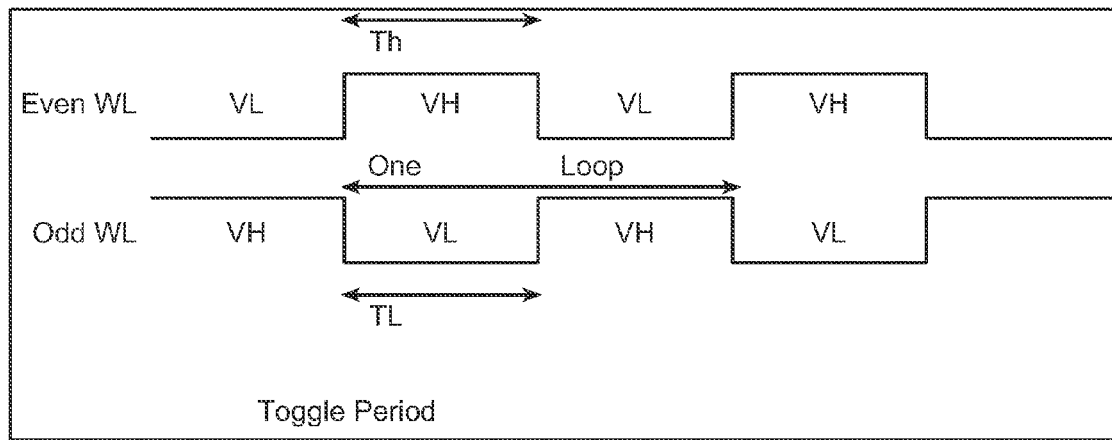 Th
Even WL VL VH VL VH
One Loop
Odd WL VH VL VH VL
TL
Toggle Period